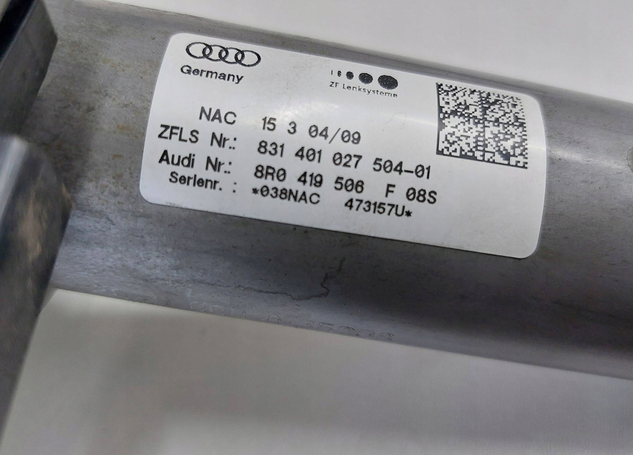 Germany
ZF Lenksysteme
NAC 15 3 04/09
ZFLS Nr.: 831 401 027 504-01
Audi Nr.: 8R0 419 506 F 08S
Serienr. : *038NAC 473157U*